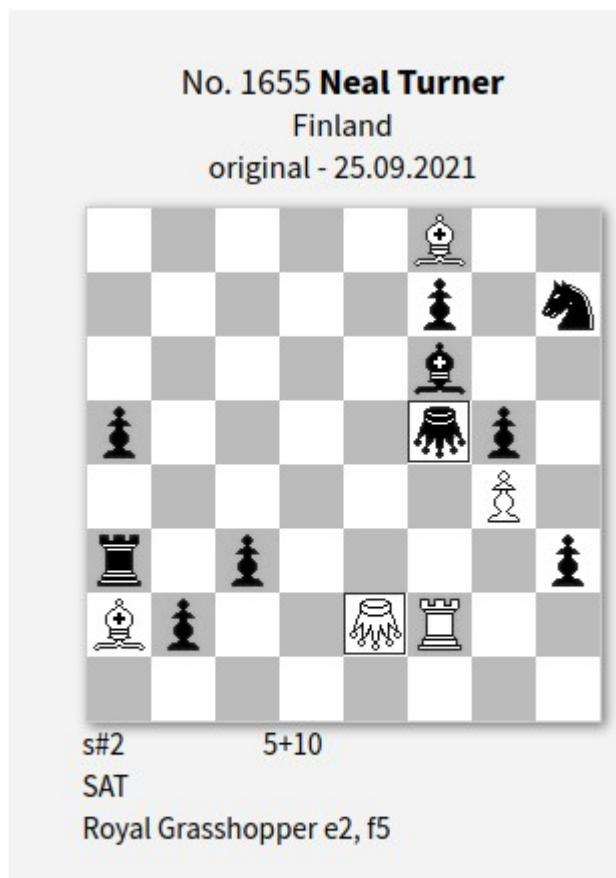 No. 1655 Neal Turner
Finland
original - 25.09.2021
s#2 5+10
SAT
Royal Grasshopper e2, f5